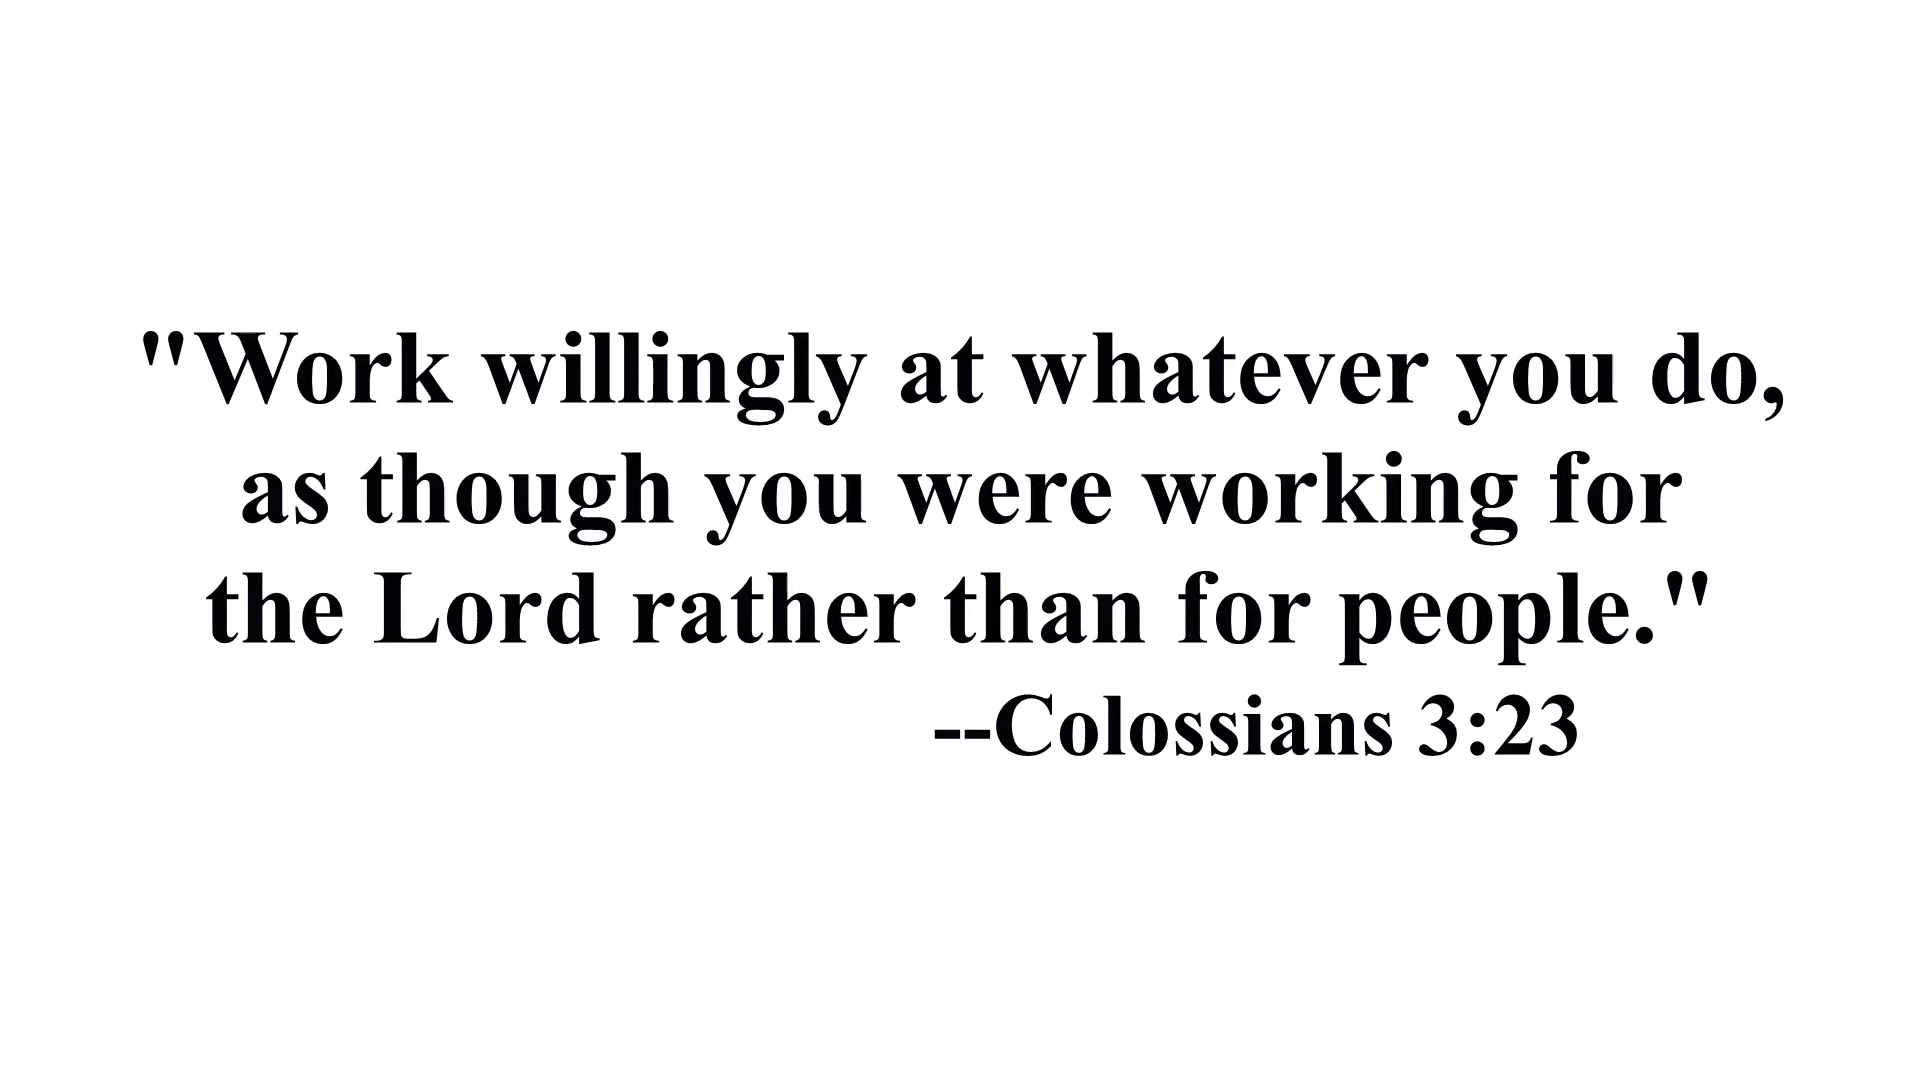 "Work willingly at whatever you do,
as though you were working for
the Lord rather than for people."
--Colossians 3:23